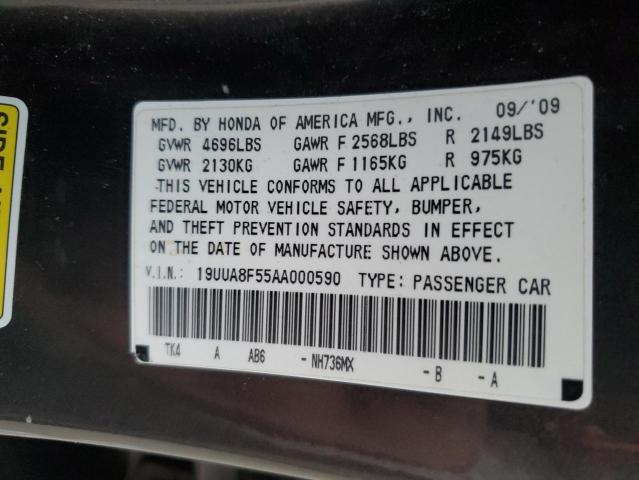 MFD. BY HONDA OF AMERICA MFG., INC. 09/'09
GVWR 4696LBS GAWR F 2568LBS R 2149LBS
GVWR 2130KG GAWR F 1165KG R 975KG
THIS VEHICLE CONFORMS TO ALL APPLICABLE
FEDERAL MOTOR VEHICLE SAFETY, BUMPER,
AND THEFT PREVENTION STANDARDS IN EFFECT
ON THE DATE OF MANUFACTURE SHOWN ABOVE.
V.I.N.: 19UUA8F55AA000590 TYPE: PASSENGER CAR
TK4 A AB6 -NH736MX -B -A
SIDE